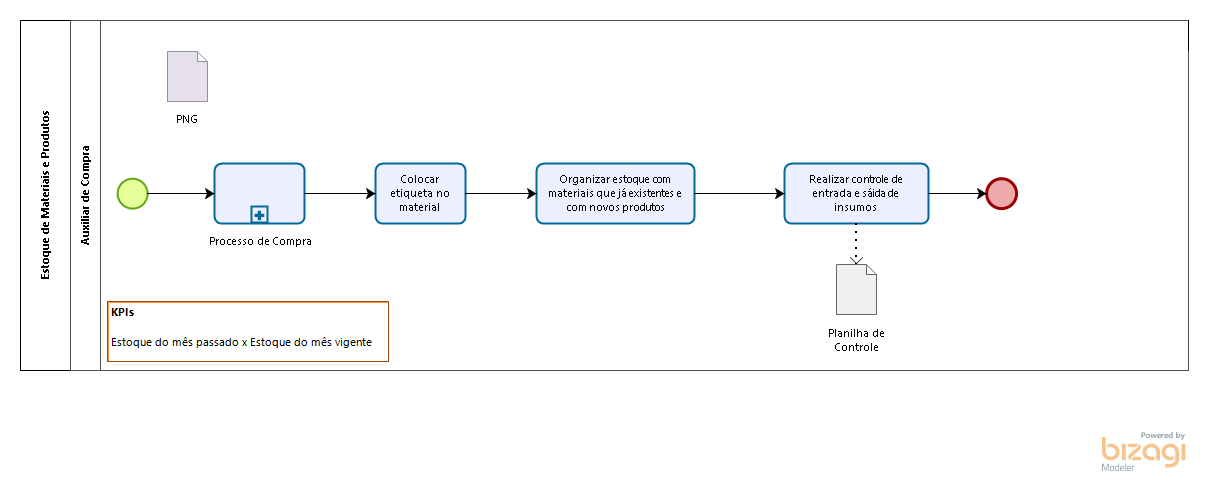 Estoque de Materiais e Produtos
Auxiliar de Compra
PNG
Processo de Compra
Colocar
etiqueta no
material
Organizar estoque com
materiais que já existentes e
com novos produtos
Realizar controle de
entrada e sáida de
insumos
Planilha de
Controle
KPIs
Estoque do mês passado x Estoque do mês vigente
Powered by
bizagi
Modeler